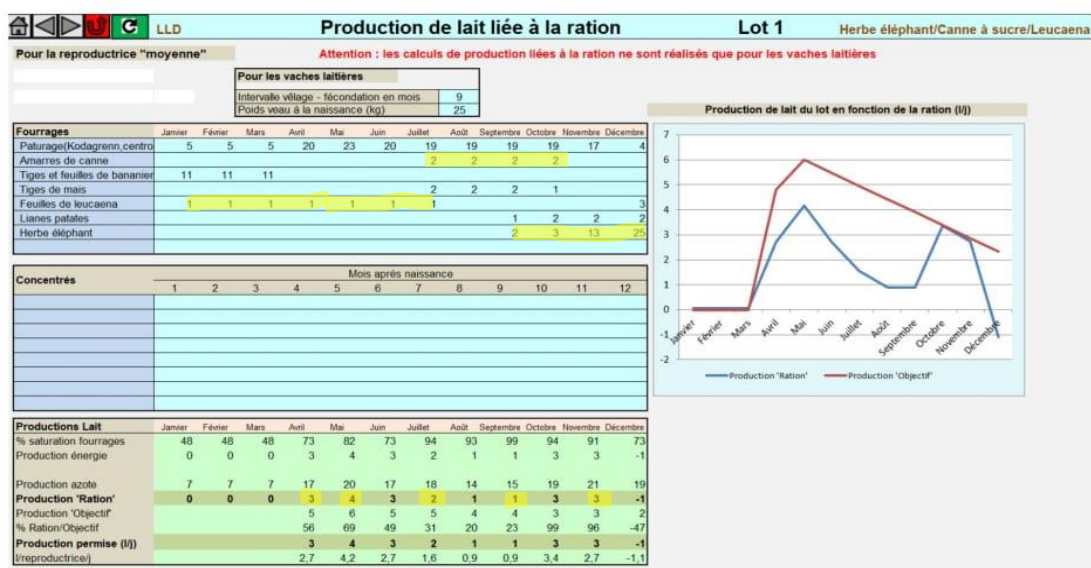 LLD Production de lait liée à la ration Lot 1 Herbe éléphant/Canne à sucre/Leucaena
Pour la reproductrice "moyenne" Attention : les calculs de production liées à la ration ne sont réalisés que pour les vaches laitières
Pour les vaches laitières
Intervalle vêlage - fécondation en mois 9
Poids veau à la naissance (kg) 25
Fourrages Janvier Février Mars Avril Mai Juin Juillet Août Septembre Octobre Novembre Décembre
Paturage(Kodagrenn,centro 5 5 5 20 23 20 19 19 19 19 17 4
Amarres de canne 2 2 2 2
Tiges et feuilles de bananier 11 11 11
Tiges de mais 2 2 2 1
Feuilles de leucaena 1 1 1 1 1 1 1 3
Lianes patates 1 2 2 2
Herbe éléphant 2 3 13 25
Concentrés Mois après naissance
1 2 3 4 5 6 7 8 9 10 11 12
Productions Lait Janvier Février Mars Avril Mai Juin Juillet Août Septembre Octobre Novembre Décembre
% saturation fourrages 48 48 48 73 82 73 94 93 99 94 91 73
Production énergie 0 0 0 3 4 3 2 1 1 3 3 -1
Production azote 7 7 7 17 20 17 18 14 15 19 21 19
Production 'Ration' 0 0 0 3 4 3 2 1 1 3 3 -1
Production 'Objectif' 5 6 5 5 4 4 3 3 2
% Ration/Objectif 56 69 49 31 20 23 99 96 -47
Production permise (l/j) 3 4 3 2 1 1 3 3 -1
l/reproductrice/j 2,7 4,2 2,7 1,6 0,9 0,9 3,4 2,7 -1,1
Production de lait du lot en fonction de la ration (l/j)
7
6
5
4
3
2
1
0
-1
-2
Janvier Février Mars Avril Mai Juin Juillet Août Septembre Octobre Novembre Décembre
Production 'Ration' Production 'Objectif'